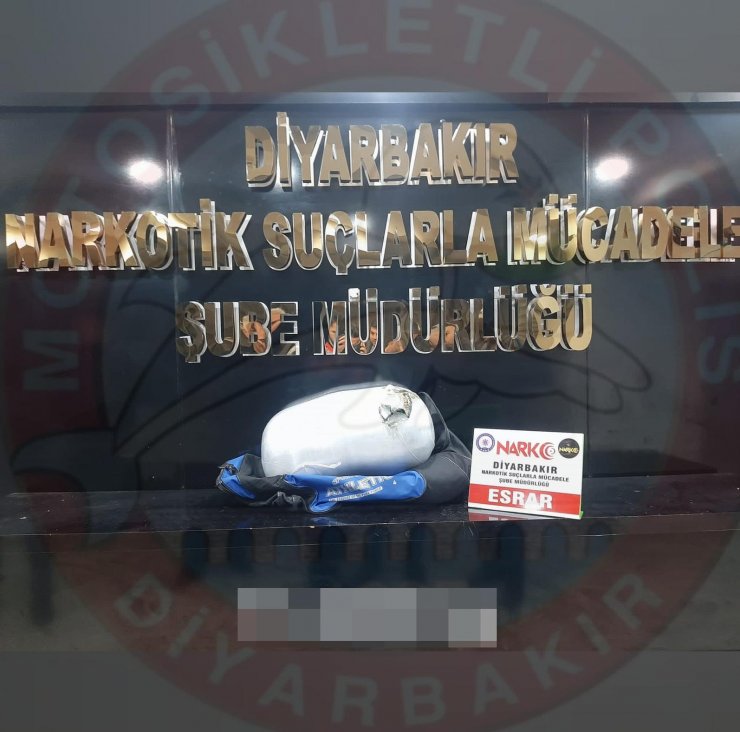 MOTOSİKLETLİ POLİS
DİYARBAKIR
NARKOTİK SUÇLARLA MÜCADELE
ŞUBE MÜDÜRLÜĞÜ
NARKO
NARKO
DİYARBAKIR
NARKOTİK SUÇLARLA MÜCADELE
ŞUBE MÜDÜRLÜĞÜ
ESRAR
DİYARBAKIR